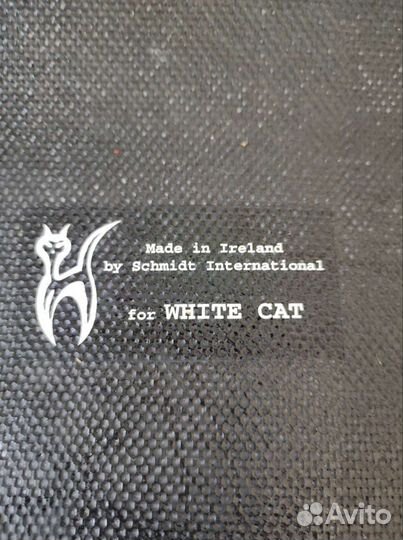 Made in Ireland
by Schmidt International
for WHITE CAT
Avito